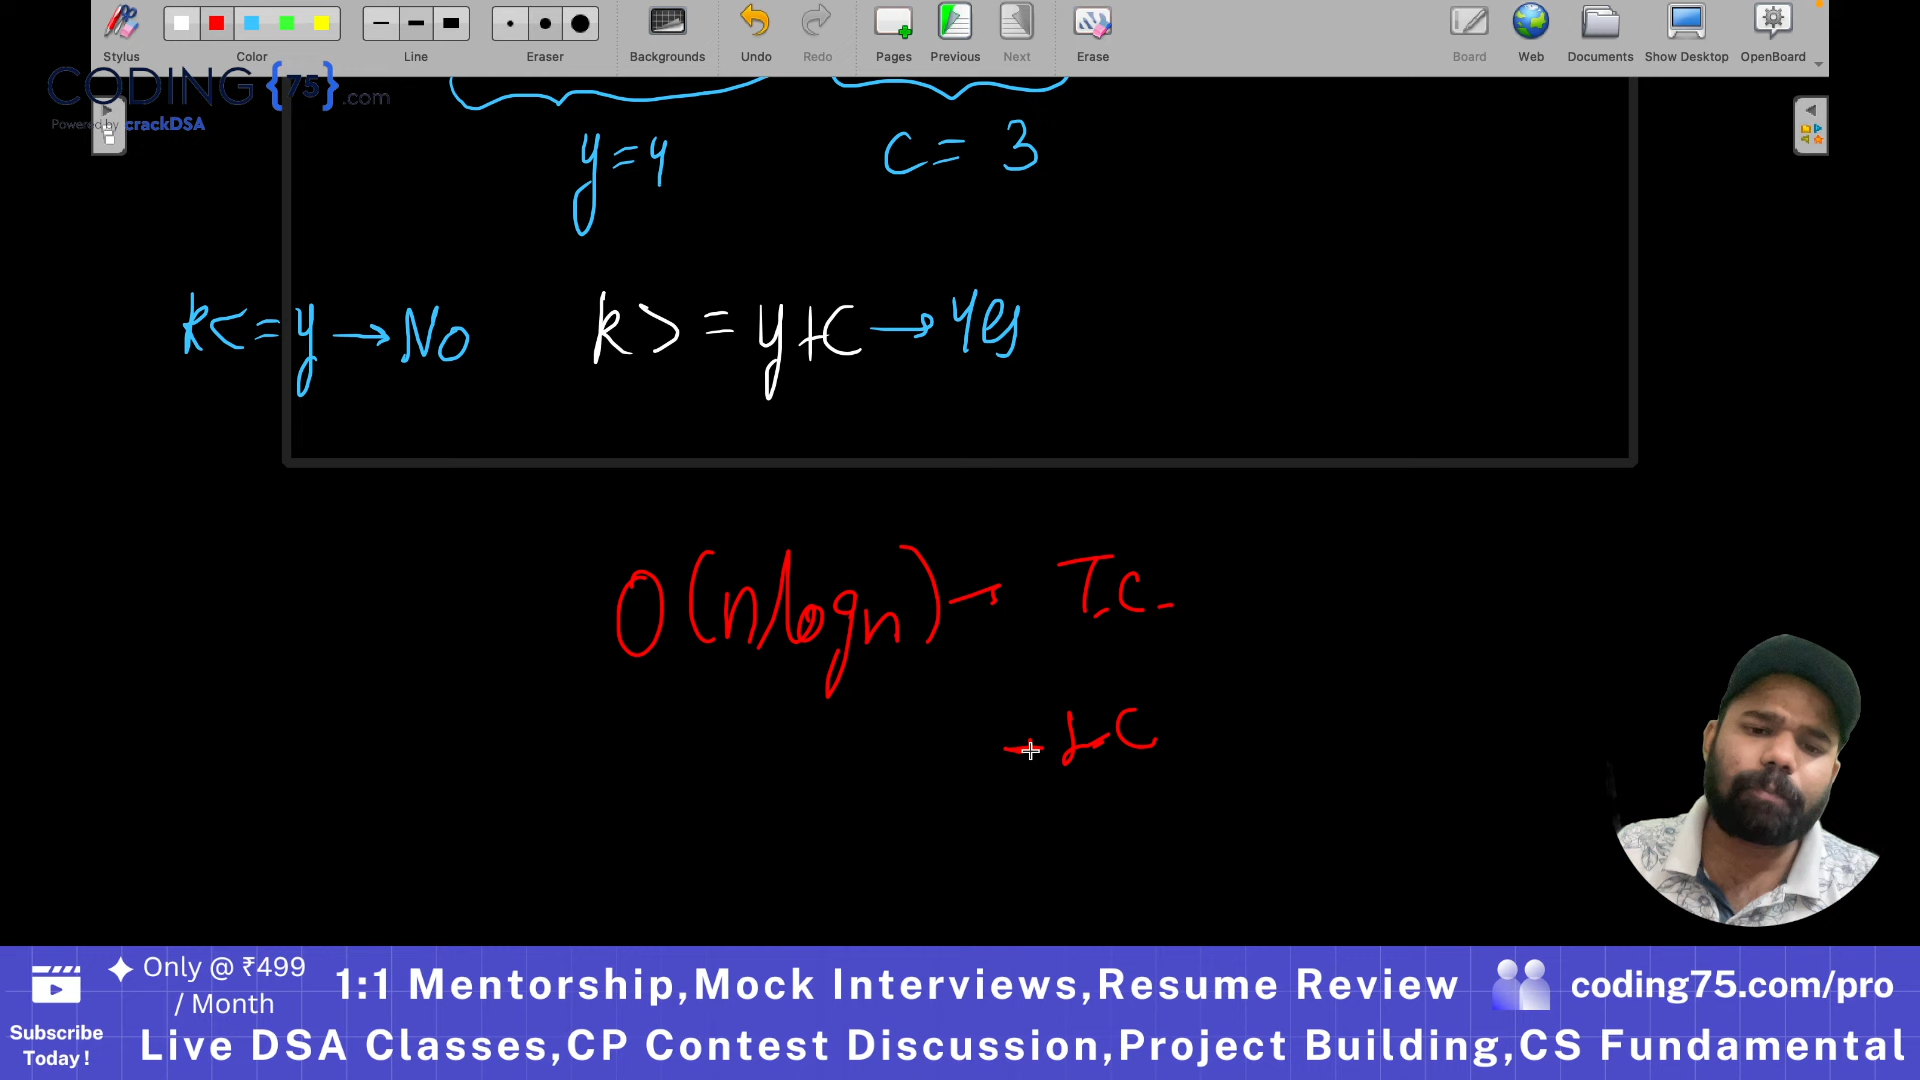 Stylus Color Line Eraser Backgrounds Undo Redo Pages Previous Next Erase Board Web Documents Show Desktop OpenBoard
CODING {75} .com
Powered by crackDSA
y = 4 C = 3
k <= y → No k >= y + C → Yes
O(n logn) → T.C.
→ S.C
Only @ ₹499 / Month
1:1 Mentorship,Mock Interviews,Resume Review
coding75.com/pro
Subscribe Today !
Live DSA Classes,CP Contest Discussion,Project Building,CS Fundamental